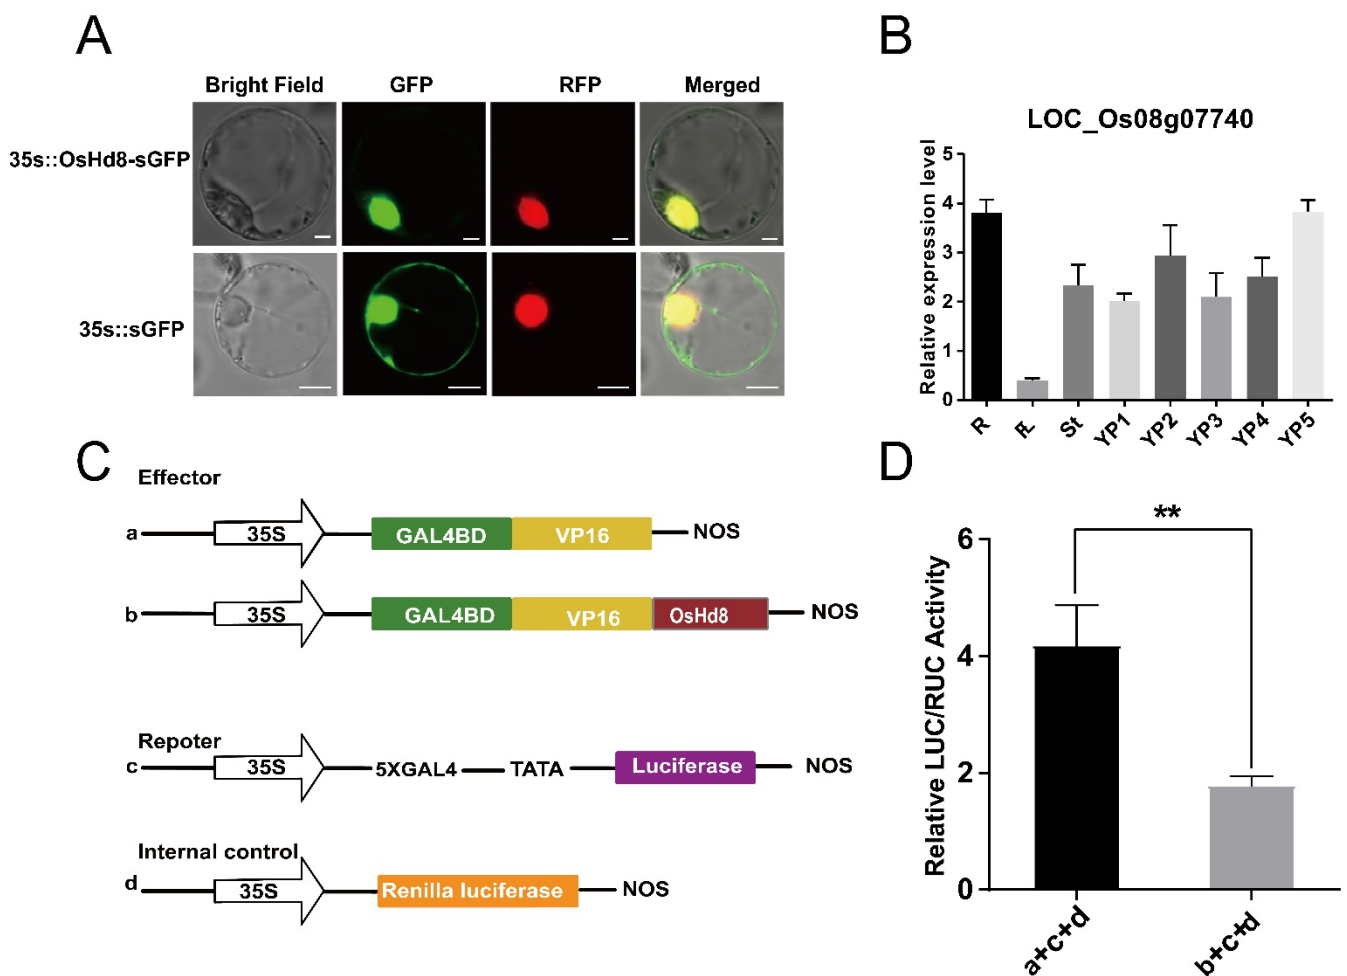 A
Bright Field GFP RFP Merged
35s::OsHd8-sGFP
35s::sGFP
B
LOC_Os08g07740
Relative expression level
5
4
3
2
1
0
R FL St YP1 YP2 YP3 YP4 YP5
C
Effector
a 35S GAL4BD VP16 NOS
b 35S GAL4BD VP16 OsHd8 NOS
Repoter
c 35S 5XGAL4 TATA Luciferase NOS
Internal control
d 35S Renilla luciferase NOS
D
**
Relative LUC/RUC Activity
6
4
2
0
a+c+d b+c+d